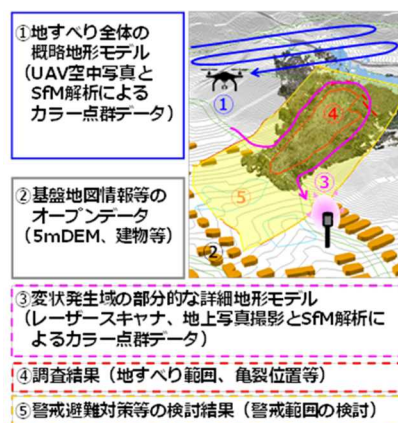 ①地すべり全体の
概略地形モデル
(UAV空中写真と
SfM解析による
カラー点群データ)
②基盤地図情報等の
オープンデータ
(5mDEM、建物等)
①
④
③
⑤
②
③変状発生域の部分的な詳細地形モデル
(レーザースキャナ、地上写真撮影とSfM解析に
よるカラー点群データ)
④調査結果(地すべり範囲、亀裂位置等)
⑤警戒避難対策等の検討結果(警戒範囲の検討)